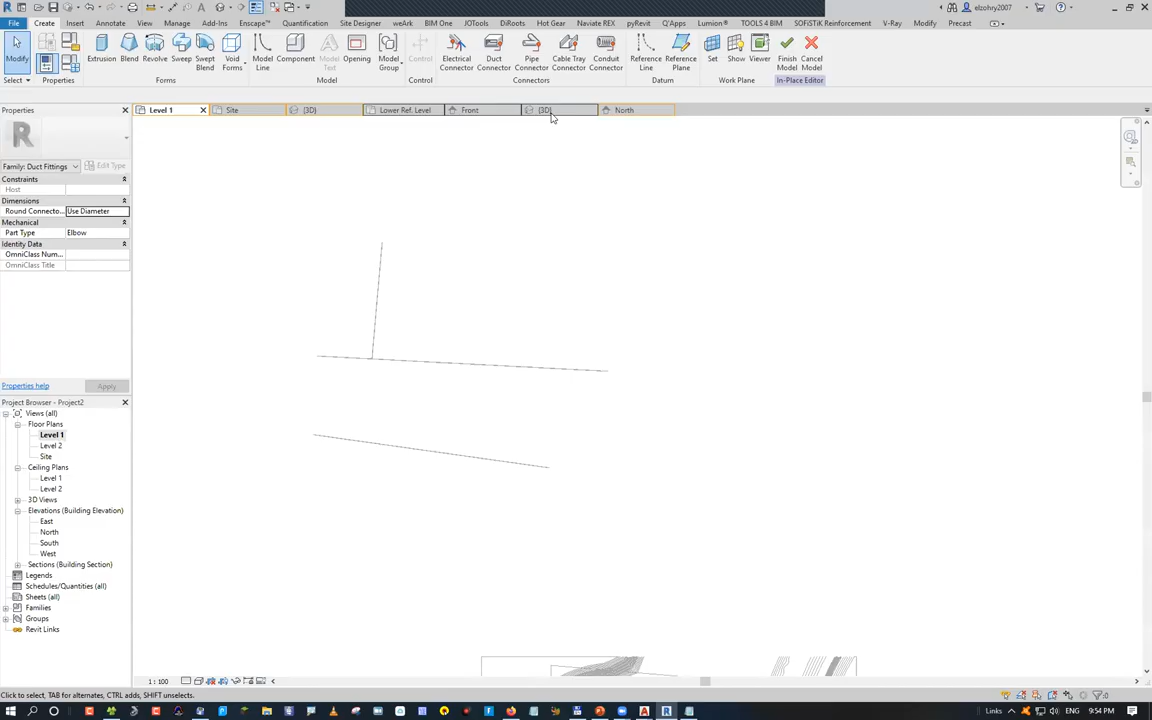 elzohry2007
File Create Insert Annotate View Manage Add-Ins Enscape™ Quantification Site Designer weArk BIM One JOTools DiRoots Hot Gear Naviate REX pyRevit Q'Apps Lumion® TOOLS 4 BIM SOFiSTiK Reinforcement V-Ray Modify Precast
Modify Extrusion Blend Revolve Sweep Swept Blend Void Forms Model Line Component Model Text Opening Model Group Control Electrical Connector Duct Connector Pipe Connector Cable Tray Connector Conduit Connector Reference Line Reference Plane Set Show Viewer Finish Model Cancel Model
Select Properties Forms Model Control Connectors Datum Work Plane In-Place Editor
Properties
Level 1 Site {3D} Lower Ref. Level Front {3D} North
R
Family: Duct Fittings Edit Type
Constraints
Host
Dimensions
Round Connecto... Use Diameter
Mechanical
Part Type Elbow
Identity Data
OmniClass Num...
OmniClass Title
Properties help Apply
Project Browser - Project2
Views (all)
Floor Plans
Level 1
Level 2
Site
Ceiling Plans
Level 1
Level 2
3D Views
Elevations (Building Elevation)
East
North
South
West
Sections (Building Section)
Legends
Schedules/Quantities (all)
Sheets (all)
Families
Groups
Revit Links
1 : 100
Click to select, TAB for alternates, CTRL adds, SHIFT unselects.
:0
Links ENG 9:54 PM